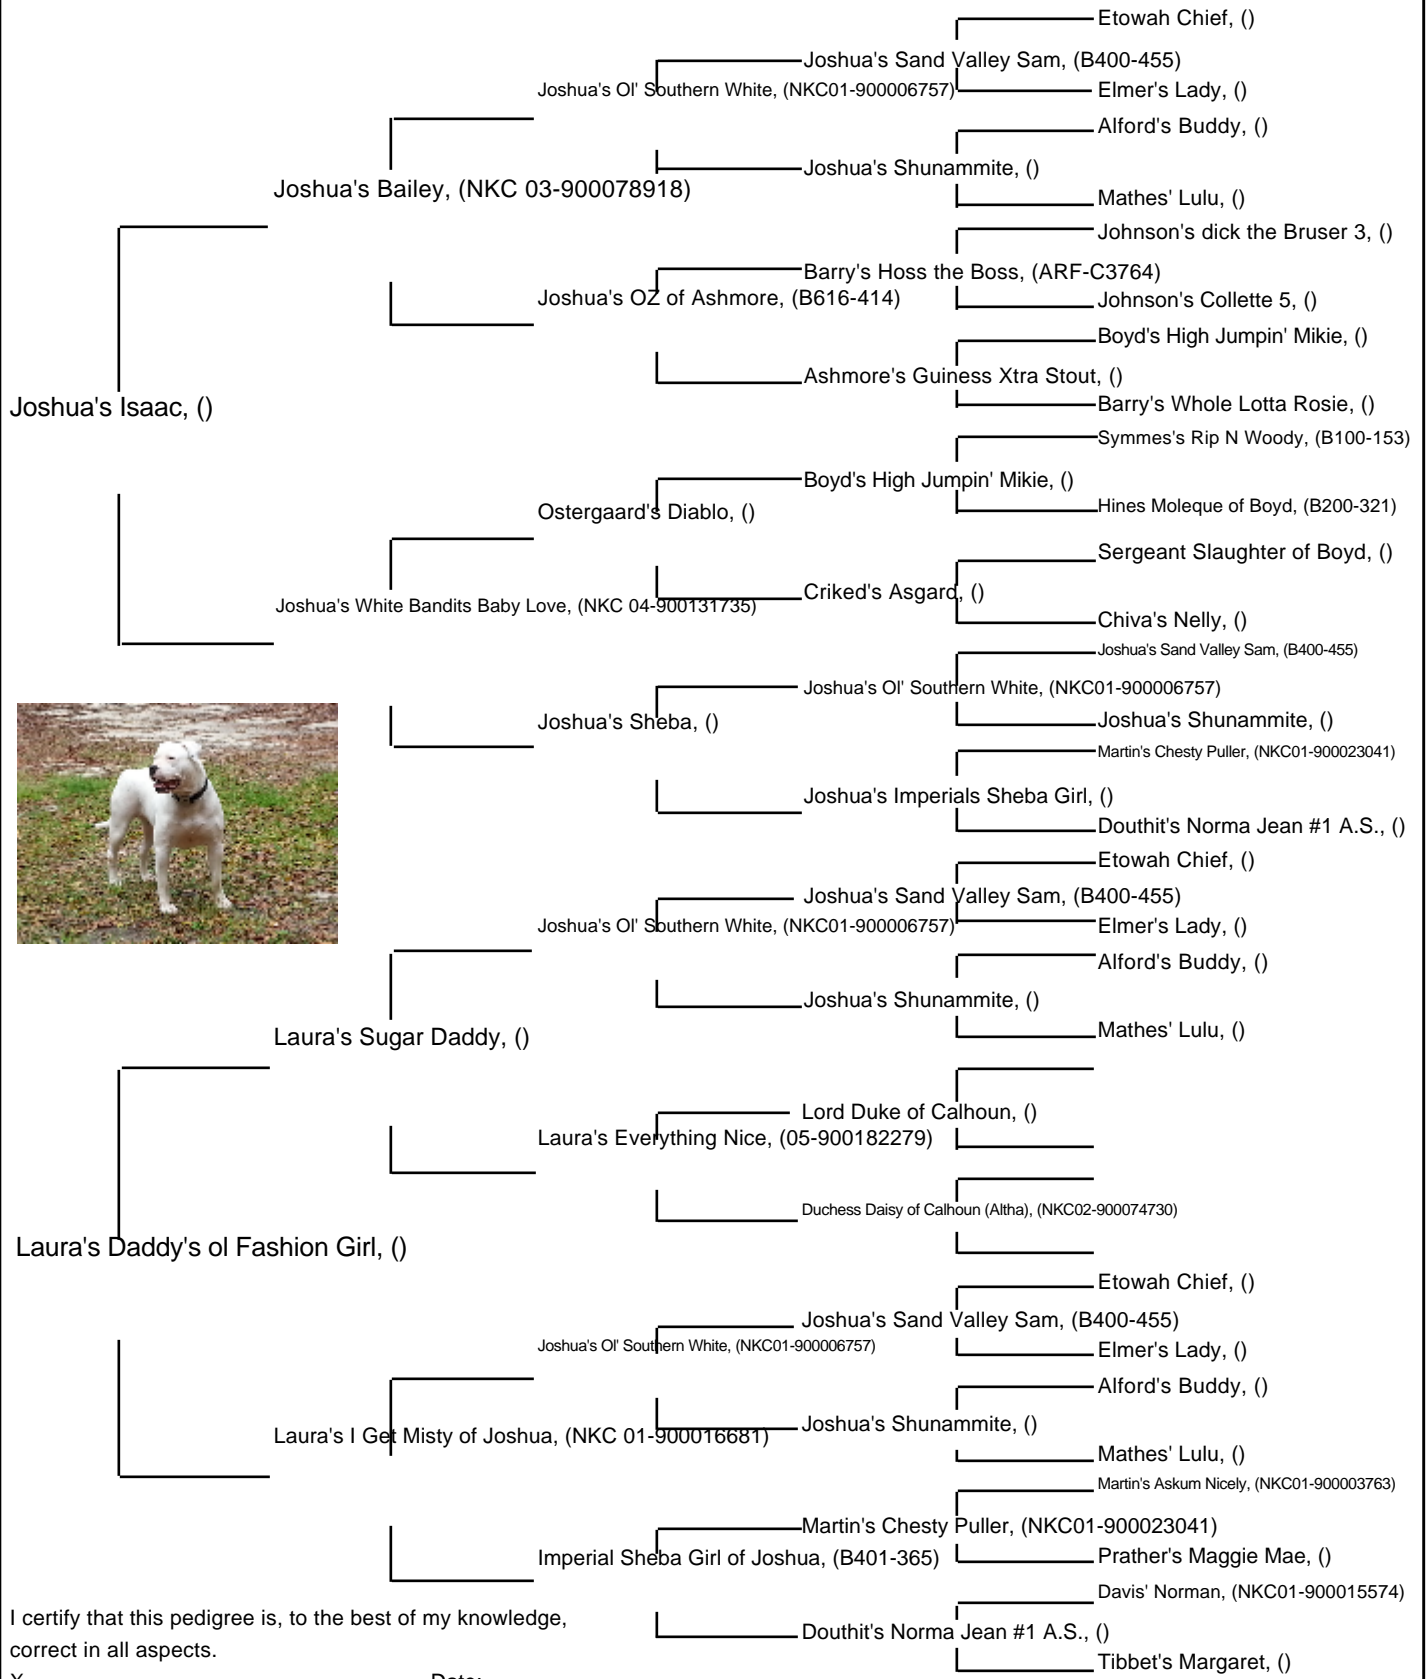 Etowah Chief, ()
Joshua's Sand Valley Sam, (B400-455)
Joshua's Ol' Southern White, (NKC01-900006757)
Elmer's Lady, ()
Alford's Buddy, ()
Joshua's Shunammite, ()
Joshua's Bailey, (NKC 03-900078918)
Mathes' Lulu, ()
Johnson's dick the Bruser 3, ()
Barry's Hoss the Boss, (ARF-C3764)
Joshua's OZ of Ashmore, (B616-414)
Johnson's Collette 5, ()
Boyd's High Jumpin' Mikie, ()
Ashmore's Guiness Xtra Stout, ()
Joshua's Isaac, ()
Barry's Whole Lotta Rosie, ()
Symmes's Rip N Woody, (B100-153)
Boyd's High Jumpin' Mikie, ()
Ostergaard's Diablo, ()
Hines Moleque of Boyd, (B200-321)
Sergeant Slaughter of Boyd, ()
Criked's Asgard, ()
Joshua's White Bandits Baby Love, (NKC 04-900131735)
Chiva's Nelly, ()
Joshua's Sand Valley Sam, (B400-455)
Joshua's Ol' Southern White, (NKC01-900006757)
Joshua's Sheba, ()
Joshua's Shunammite, ()
Martin's Chesty Puller, (NKC01-900023041)
Joshua's Imperials Sheba Girl, ()
Douthit's Norma Jean #1 A.S., ()
Etowah Chief, ()
Joshua's Sand Valley Sam, (B400-455)
Joshua's Ol' Southern White, (NKC01-900006757)
Elmer's Lady, ()
Alford's Buddy, ()
Joshua's Shunammite, ()
Laura's Sugar Daddy, ()
Mathes' Lulu, ()
Lord Duke of Calhoun, ()
Laura's Everything Nice, (05-900182279)
Duchess Daisy of Calhoun (Altha), (NKC02-900074730)
Laura's Daddy's ol Fashion Girl, ()
Etowah Chief, ()
Joshua's Sand Valley Sam, (B400-455)
Joshua's Ol' Southern White, (NKC01-900006757)
Elmer's Lady, ()
Alford's Buddy, ()
Joshua's Shunammite, ()
Laura's I Get Misty of Joshua, (NKC 01-900016681)
Mathes' Lulu, ()
Martin's Askum Nicely, (NKC01-900003763)
Martin's Chesty Puller, (NKC01-900023041)
Imperial Sheba Girl of Joshua, (B401-365)
Prather's Maggie Mae, ()
Davis' Norman, (NKC01-900015574)
I certify that this pedigree is, to the best of my knowledge,
Douthit's Norma Jean #1 A.S., ()
correct in all aspects.
Tibbet's Margaret, ()
X Date: